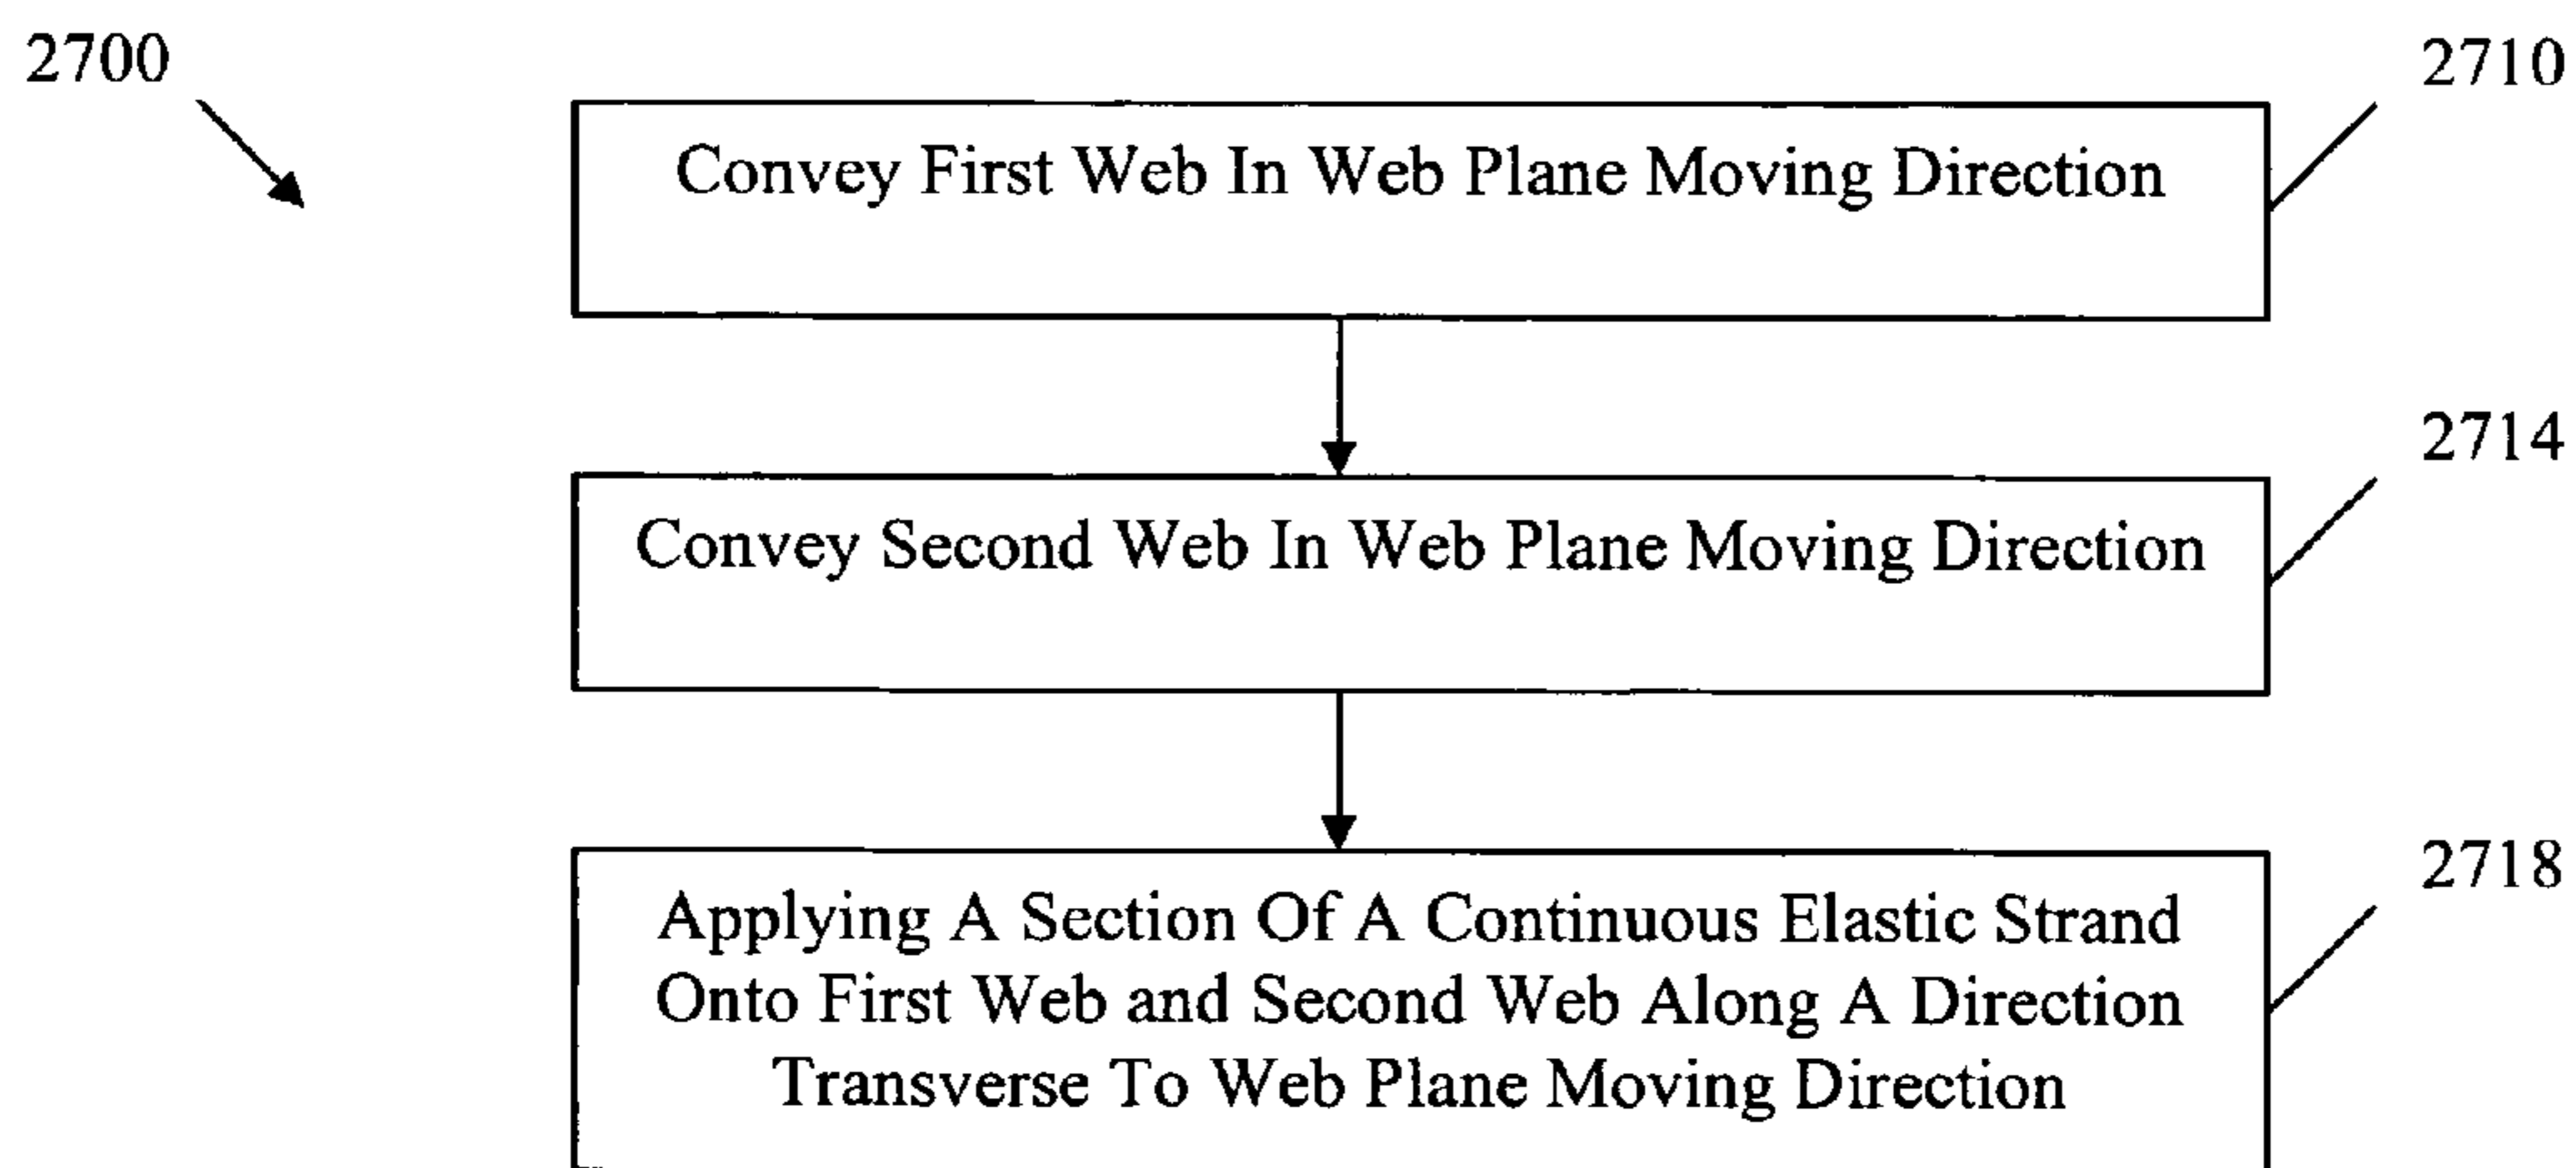 2700
2710
Convey First Web In Web Plane Moving Direction
2714
Convey Second Web In Web Plane Moving Direction
2718
Applying A Section Of A Continuous Elastic Strand
Onto First Web and Second Web Along A Direction
Transverse To Web Plane Moving Direction